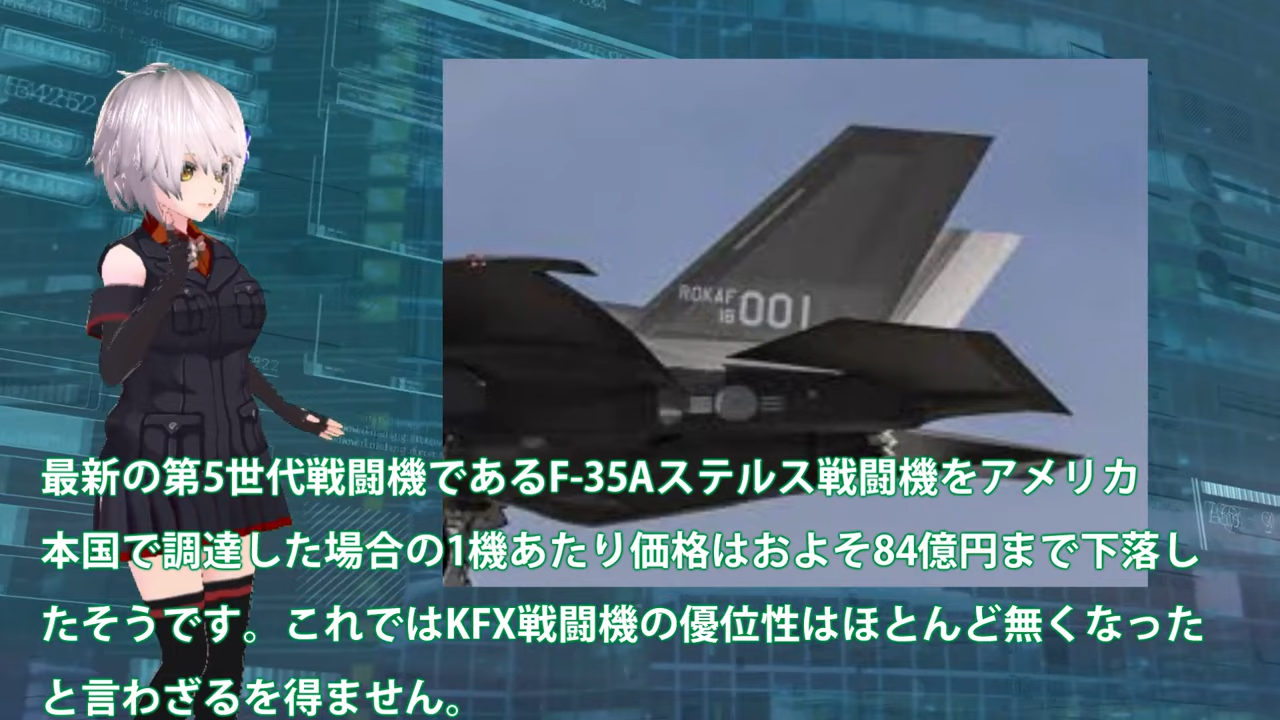 ROKAF
18 001
最新の第5世代戦闘機であるF-35Aステルス戦闘機をアメリカ
本国で調達した場合の1機あたり価格はおよそ84億円まで下落し
たそうです。これではKFX戦闘機の優位性はほとんど無くなった
と言わざるを得ません。